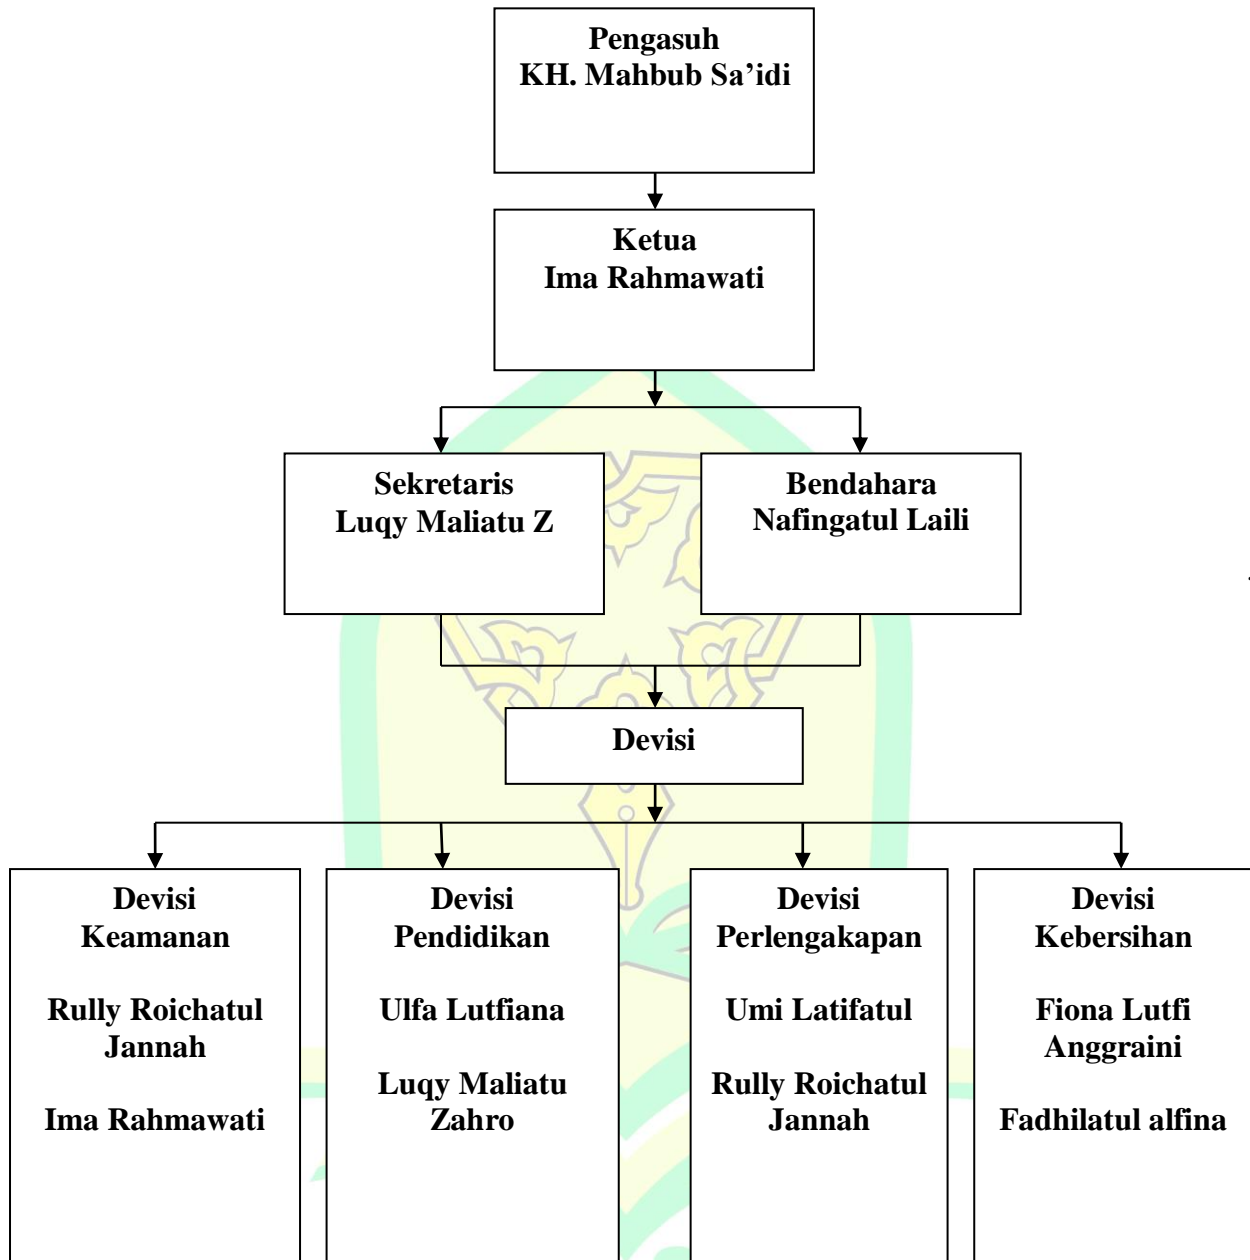 Pengasuh
KH. Mahbub Sa’idi
Ketua
Ima Rahmawati
Sekretaris
Luqy Maliatu Z
Bendahara
Nafingatul Laili
Devisi
Devisi
Keamanan
Rully Roichatul
Jannah
Ima Rahmawati
Devisi
Pendidikan
Ulfa Lutfiana
Luqy Maliatu
Zahro
Devisi
Perlengakapan
Umi Latifatul
Rully Roichatul
Jannah
Devisi
Kebersihan
Fiona Lutfi
Anggraini
Fadhilatul alfina